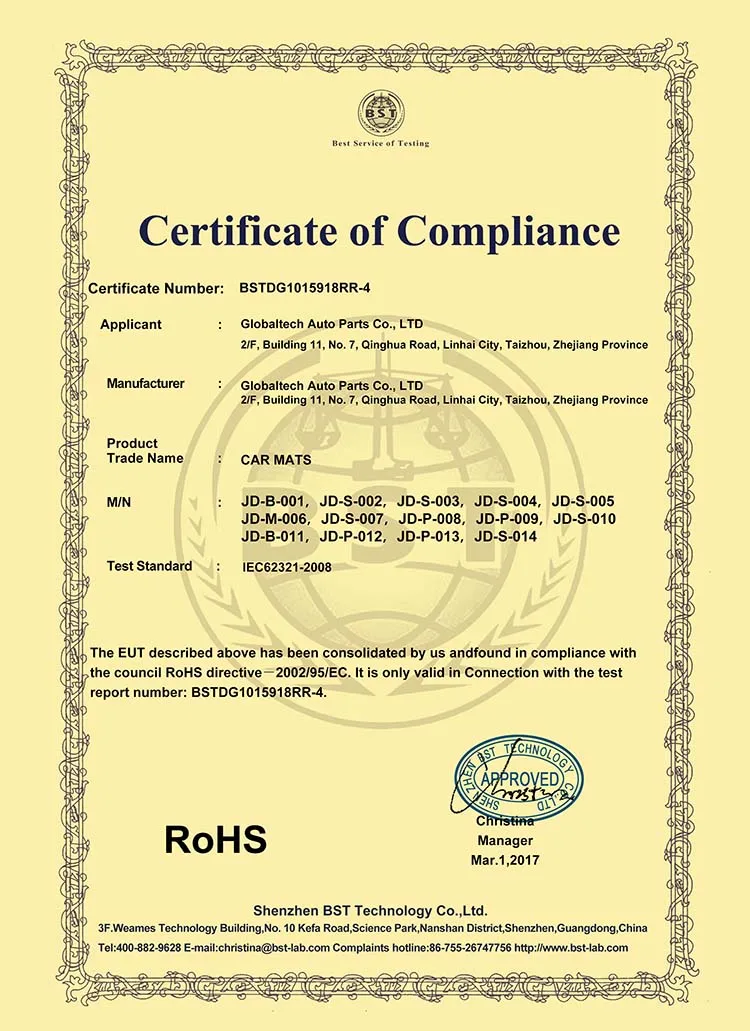 BST
Best Service of Testing
Certificate of Compliance
Certificate Number: BSTDG1015918RR-4
Applicant : Globaltech Auto Parts Co., LTD
2/F, Building 11, No. 7, Qinghua Road, Linhai City, Taizhou, Zhejiang Province
Manufacturer : Globaltech Auto Parts Co., LTD
2/F, Building 11, No. 7, Qinghua Road, Linhai City, Taizhou, Zhejiang Province
Product
Trade Name : CAR MATS
M/N : JD-B-001, JD-S-002, JD-S-003, JD-S-004, JD-S-005
JD-M-006, JD-S-007, JD-P-008, JD-P-009, JD-S-010
JD-B-011, JD-P-012, JD-P-013, JD-S-014
BST
Test Standard : IEC62321-2008
The EUT described above has been consolidated by us andfound in compliance with
the council RoHS directive－2002/95/EC. It is only valid in Connection with the test
report number: BSTDG1015918RR-4.
SHEN ZHEN BST TECHNOLOGY CO.,LTD
APPROVED
Christina
Manager
Mar.1,2017
RoHS
Shenzhen BST Technology Co.,Ltd.
3F.Weames Technology Building,No. 10 Kefa Road,Science Park,Nanshan District,Shenzhen,Guangdong,China
Tel:400-882-9628 E-mail:christina@bst-lab.com Complaints hotline:86-755-26747756 http://www.bst-lab.com